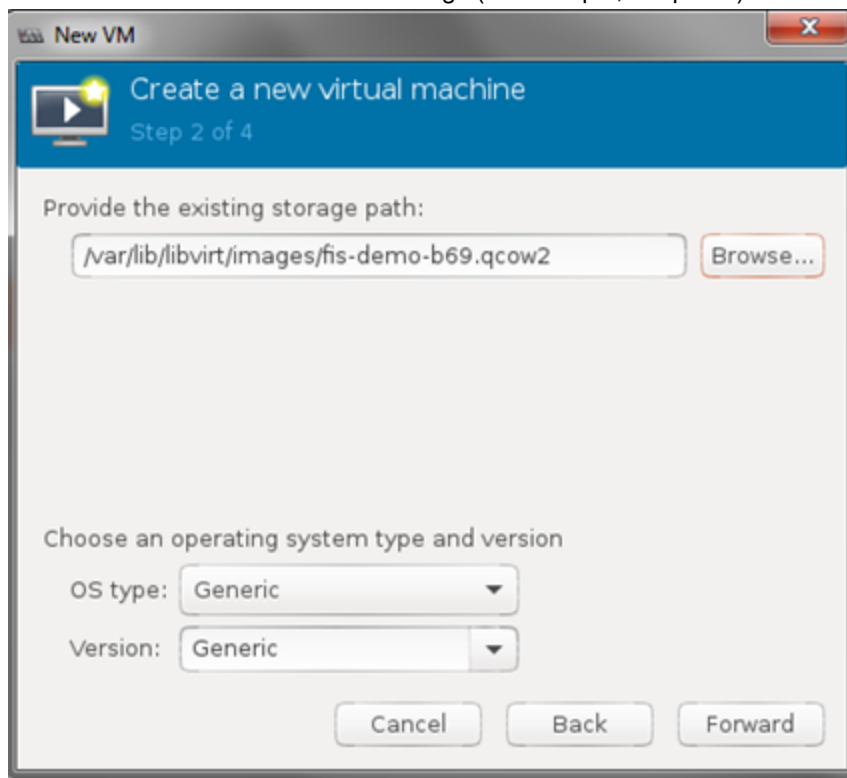 New VM
Create a new virtual machine
Step 2 of 4
Provide the existing storage path:
/var/lib/libvirt/images/fis-demo-b69.qcow2
Browse...
Choose an operating system type and version
OS type: Generic
Version: Generic
Cancel Back Forward